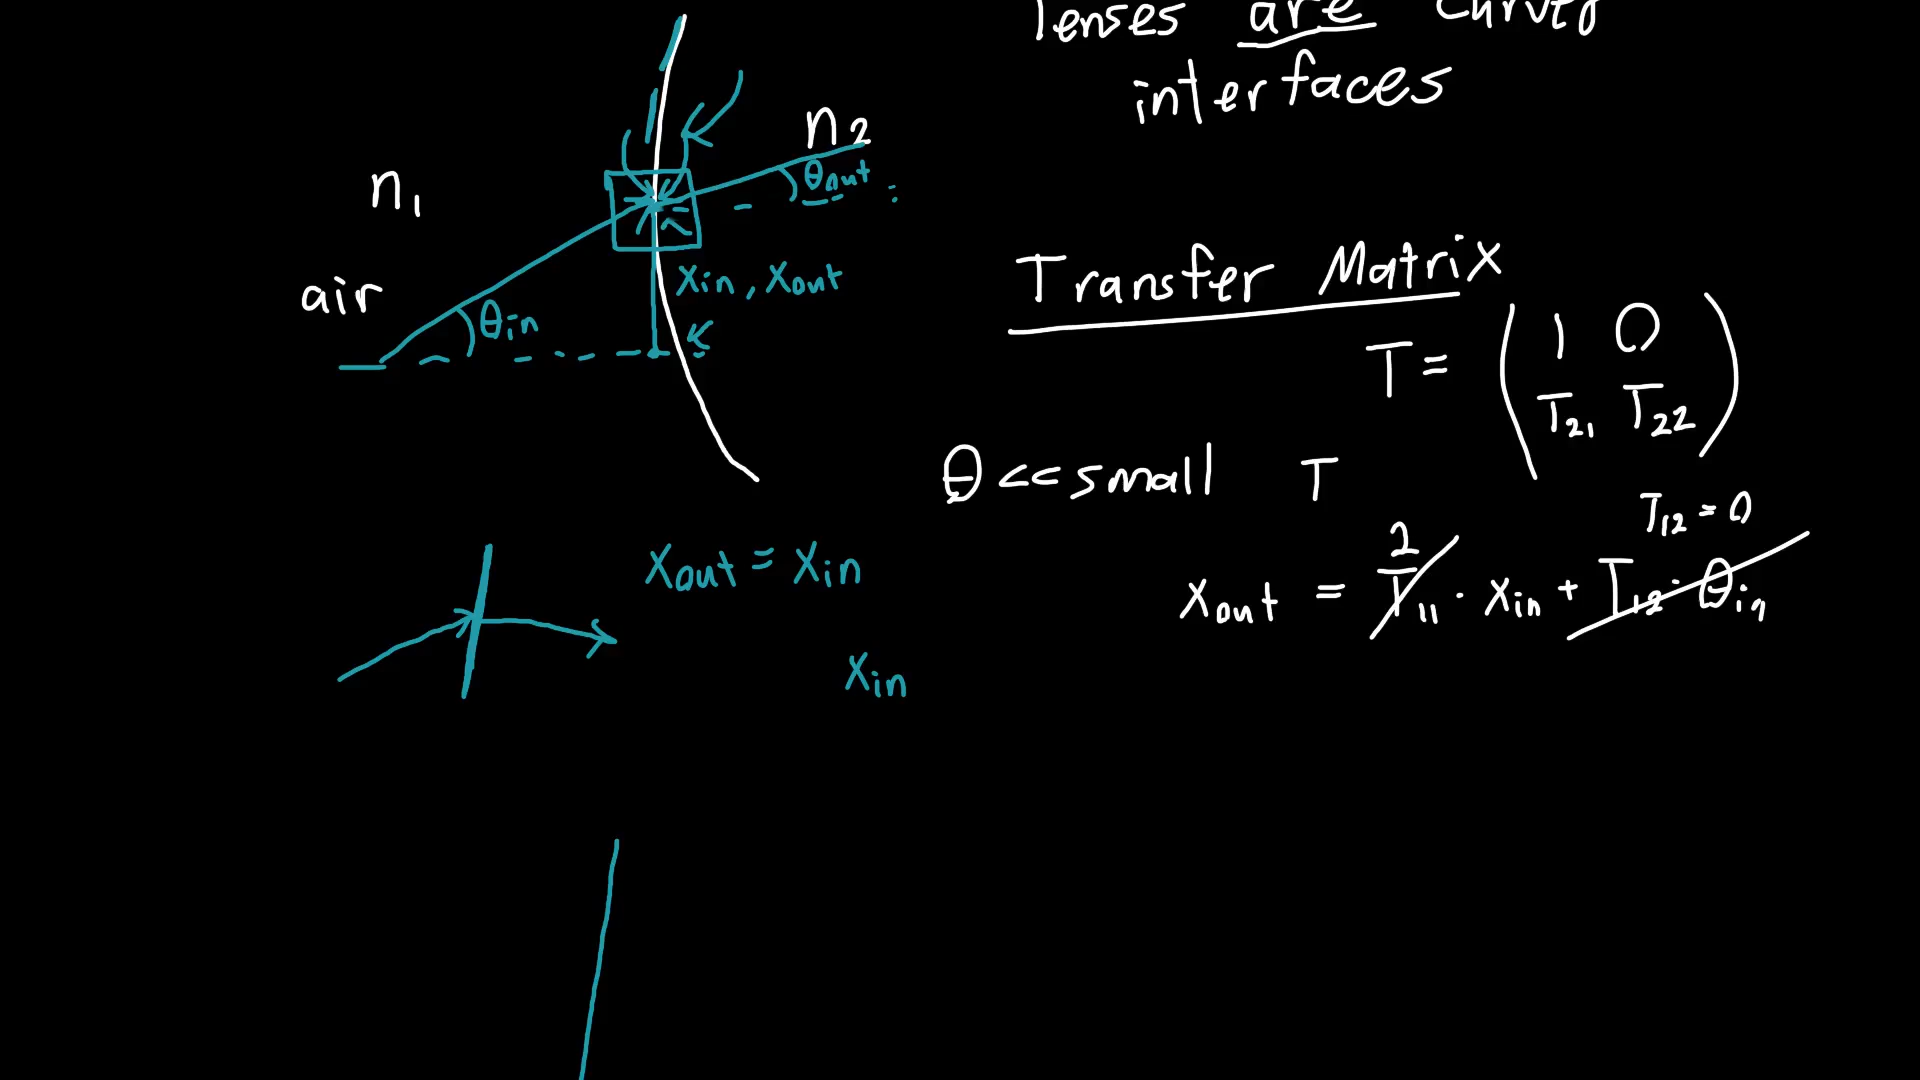 lenses are curved
interfaces
n₁
n₂
θout
air
θin
xin, xout
Transfer Matrix
T = ( 1 0
T₂₁ T₂₂ )
θ << small T
T₁₂ = 0
2
xout = xin
xout = T₁₁ · xin + T₁₂ · θin
xin